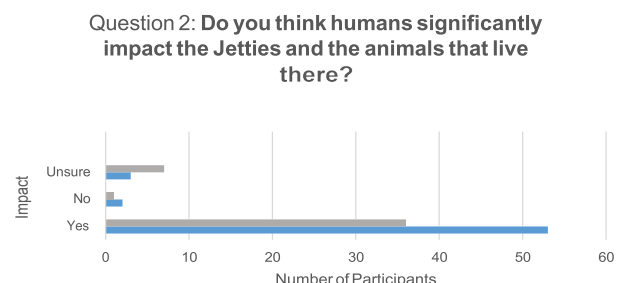 Question 2: Do you think humans significantly
impact the Jetties and the animals that live
there?
Unsure
No
Yes
Impact
0 10 20 30 40 50 60
Number of Participants